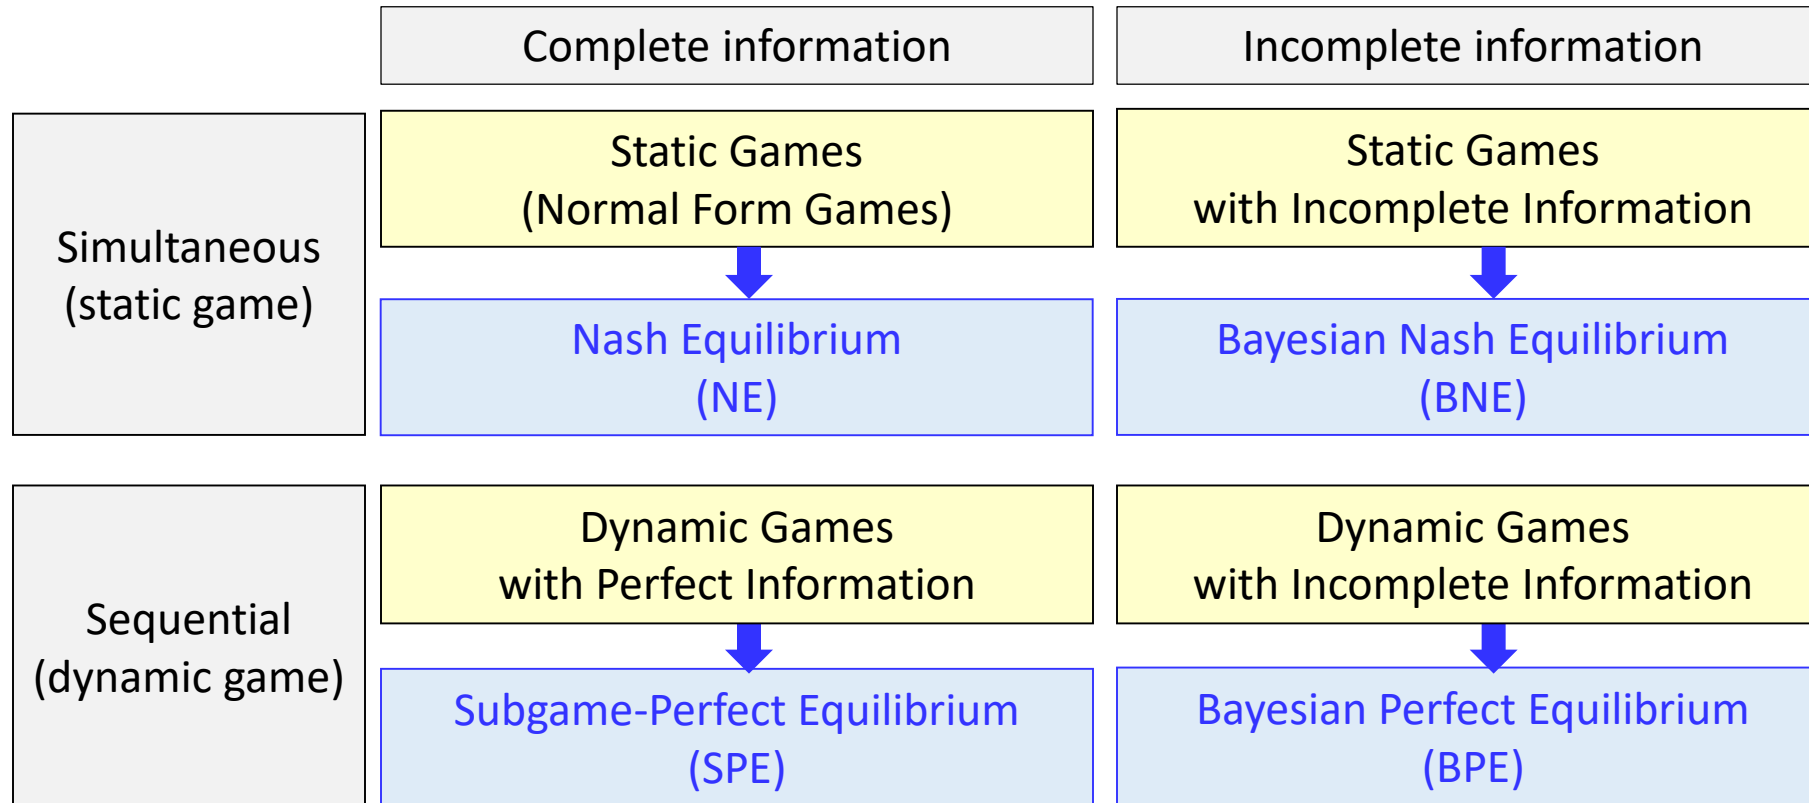 Complete information
Incomplete information
Simultaneous
(static game)
Static Games
(Normal Form Games)
Static Games
with Incomplete Information
Nash Equilibrium
(NE)
Bayesian Nash Equilibrium
(BNE)
Sequential
(dynamic game)
Dynamic Games
with Perfect Information
Dynamic Games
with Incomplete Information
Subgame-Perfect Equilibrium
(SPE)
Bayesian Perfect Equilibrium
(BPE)